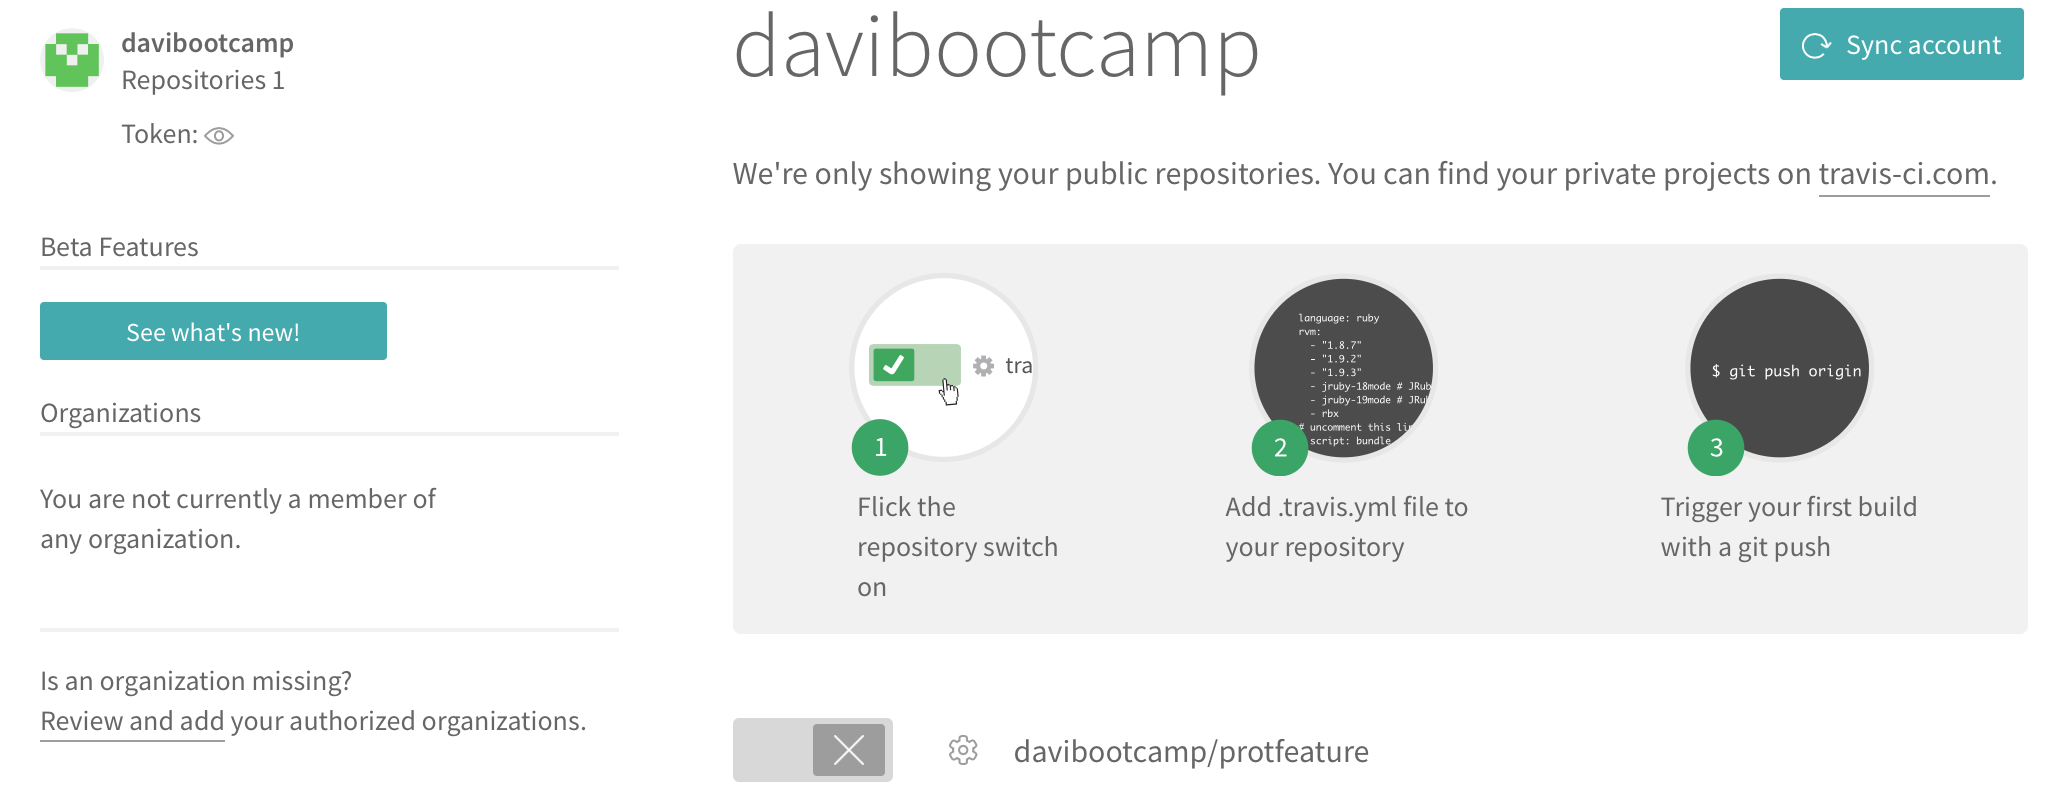 davibootcamp
Repositories 1
Token:
Beta Features
See what's new!
Organizations
You are not currently a member of
any organization.
Is an organization missing?
Review and add your authorized organizations.
davibootcamp
Sync account
We're only showing your public repositories. You can find your private projects on travis-ci.com.
tra
1
Flick the
repository switch
on
language: ruby
rvm:
- "1.8.7"
- "1.9.2"
- "1.9.3"
- jruby-18mode # JRub
- jruby-19mode # JRu
- rbx
# uncomment this li
script: bundle
2
Add .travis.yml file to
your repository
$ git push origin
3
Trigger your first build
with a git push
davibootcamp/protfeature